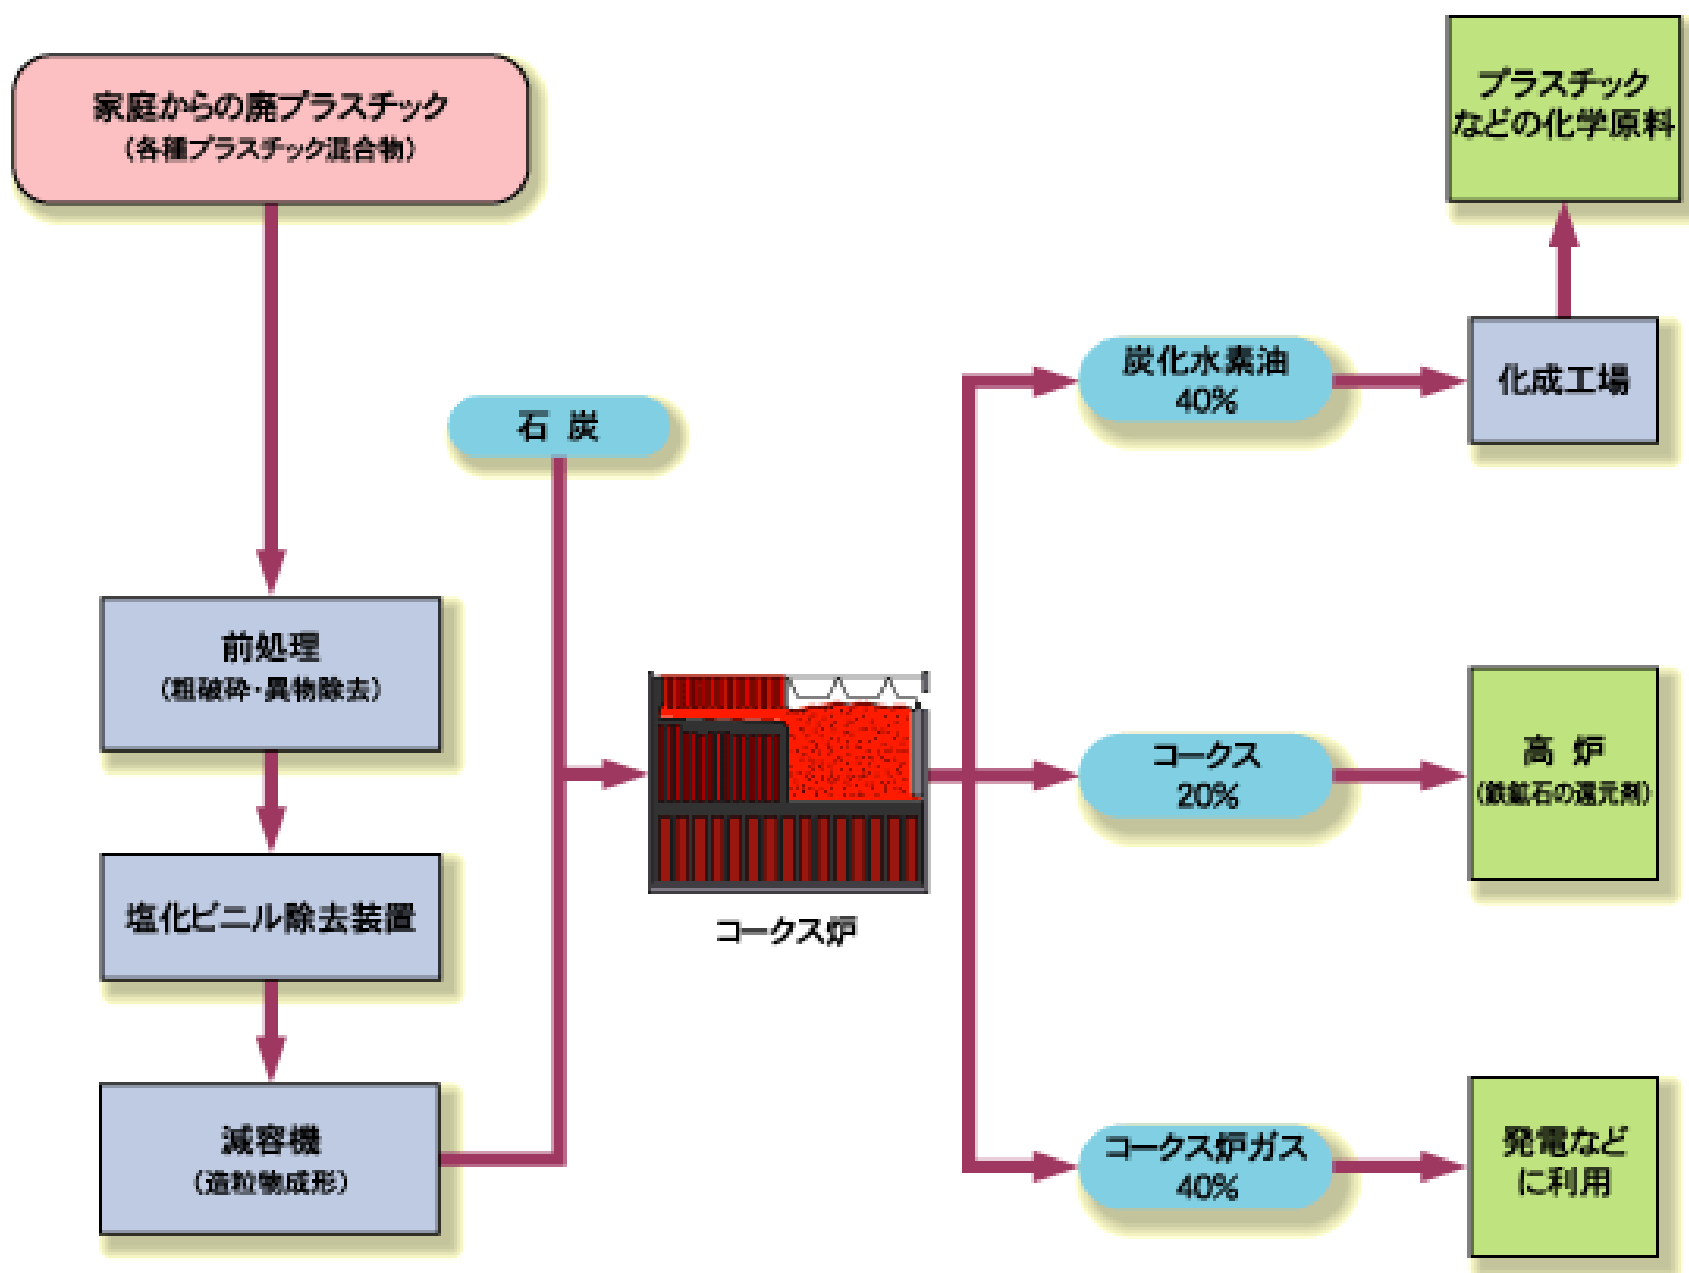 家庭からの廃プラスチック
（各種プラスチック混合物）
前処理
（粗破砕・異物除去）
塩化ビニル除去装置
減容機
（造粒物成形）
石 炭
コークス炉
炭化水素油
40%
コークス
20%
コークス炉ガス
40%
プラスチック
などの化学原料
化成工場
高 炉
（鉄鉱石の還元剤）
発電など
に利用